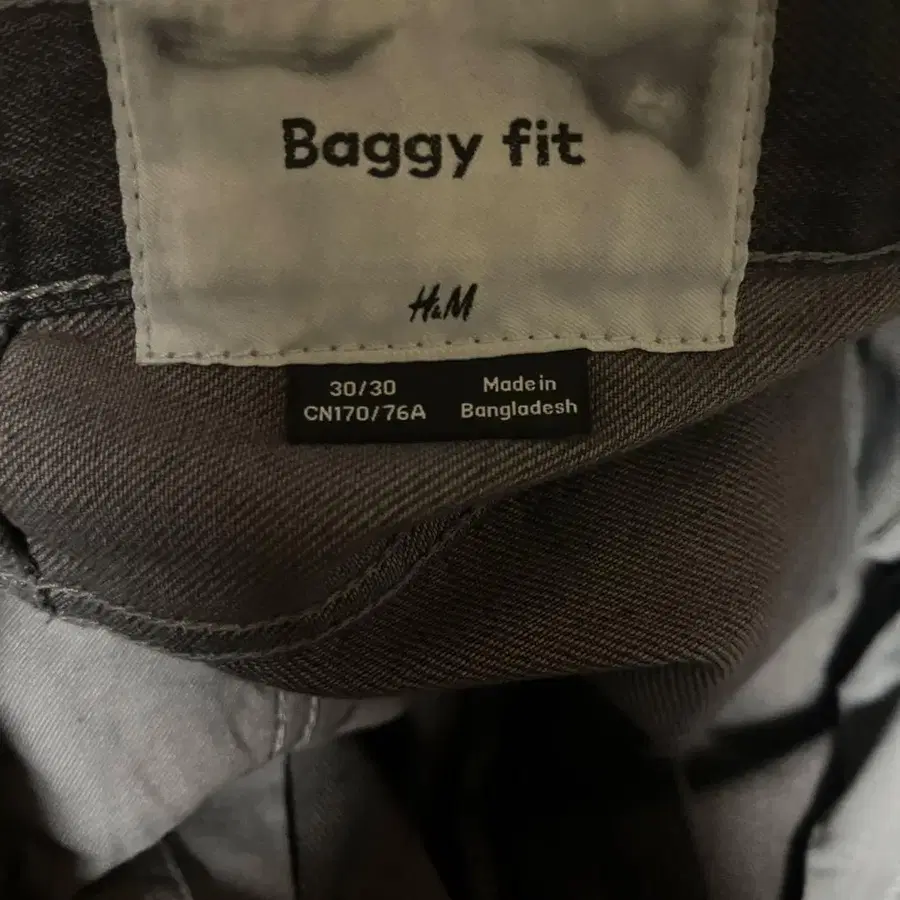 Baggy fit
H&M
30/30
CN170/76A
Made in
Bangladesh